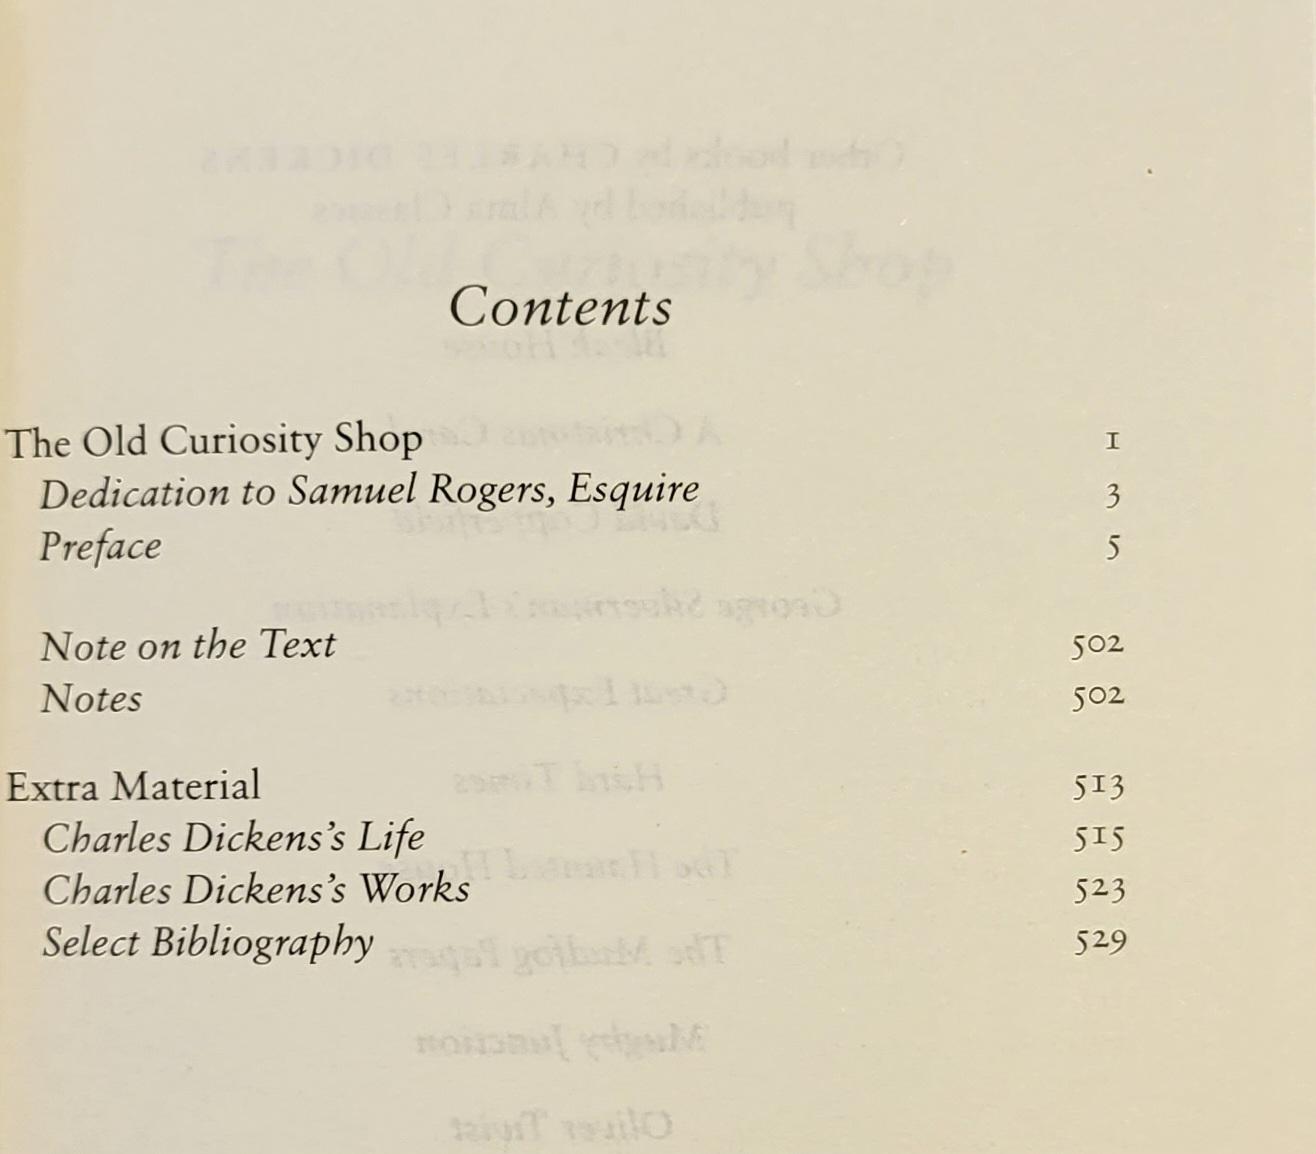 Contents
The Old Curiosity Shop 1
Dedication to Samuel Rogers, Esquire 3
Preface 5
Note on the Text 502
Notes 502
Extra Material 513
Charles Dickens's Life 515
Charles Dickens's Works 523
Select Bibliography 529